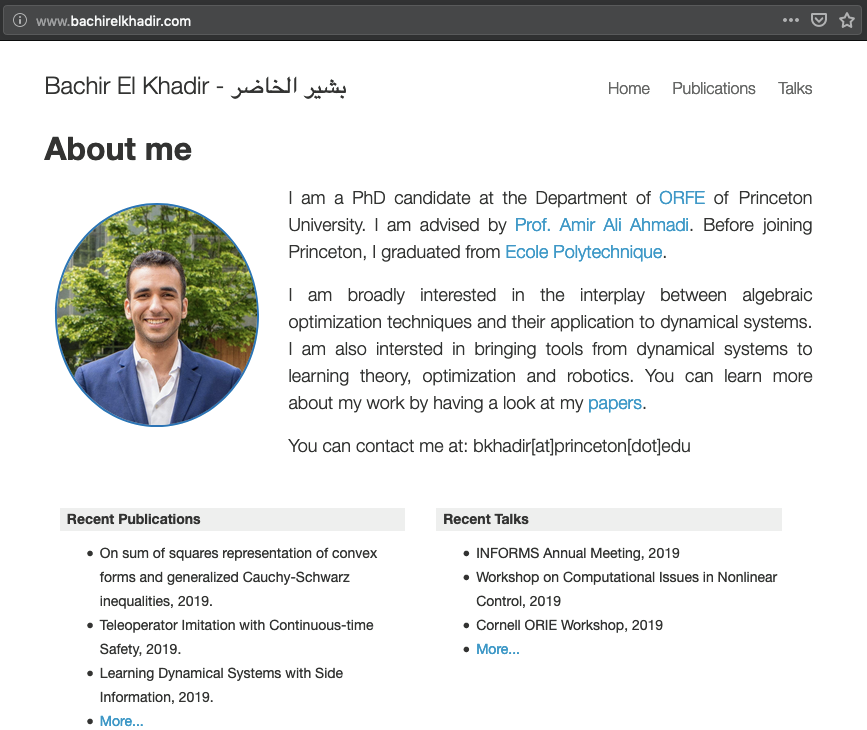 www.bachirelkhadir.com
Bachir El Khadir - بشير الخاضر
Home Publications Talks
About me
I am a PhD candidate at the Department of ORFE of Princeton
University. I am advised by Prof. Amir Ali Ahmadi. Before joining
Princeton, I graduated from Ecole Polytechnique.
I am broadly interested in the interplay between algebraic
optimization techniques and their application to dynamical systems.
I am also intersted in bringing tools from dynamical systems to
learning theory, optimization and robotics. You can learn more
about my work by having a look at my papers.
You can contact me at: bkhadir[at]princeton[dot]edu
Recent Publications
• On sum of squares representation of convex
forms and generalized Cauchy-Schwarz
inequalities, 2019.
• Teleoperator Imitation with Continuous-time
Safety, 2019.
• Learning Dynamical Systems with Side
Information, 2019.
• More...
Recent Talks
• INFORMS Annual Meeting, 2019
• Workshop on Computational Issues in Nonlinear
Control, 2019
• Cornell ORIE Workshop, 2019
• More...